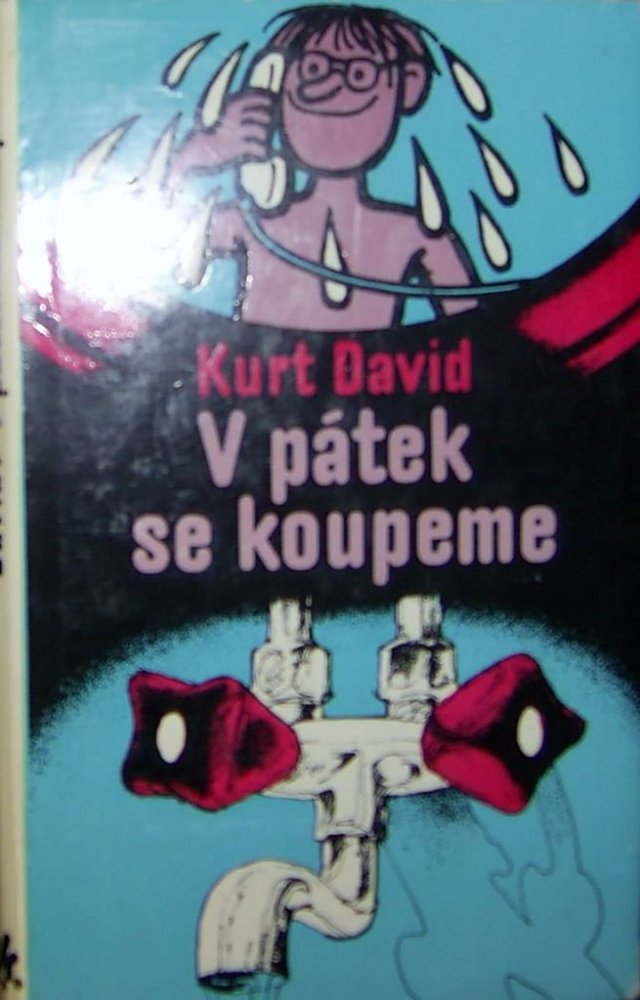 Kurt David
V pátek
se koupeme